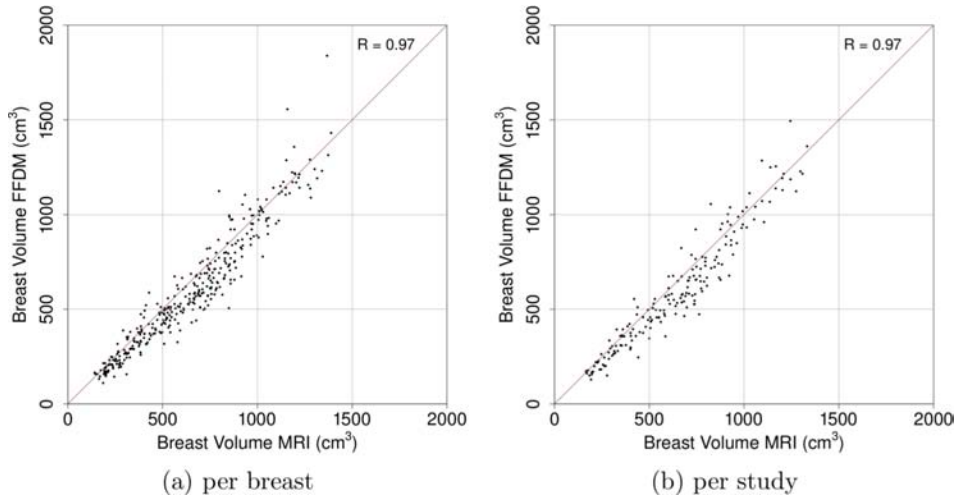 2000
1500
1000
500
0
Breast Volume FFDM (cm³)
R = 0.97
0 500 1000 1500 2000
Breast Volume MRI (cm³)
(a) per breast
2000
1500
1000
500
0
Breast Volume FFDM (cm³)
R = 0.97
0 500 1000 1500 2000
Breast Volume MRI (cm³)
(b) per study